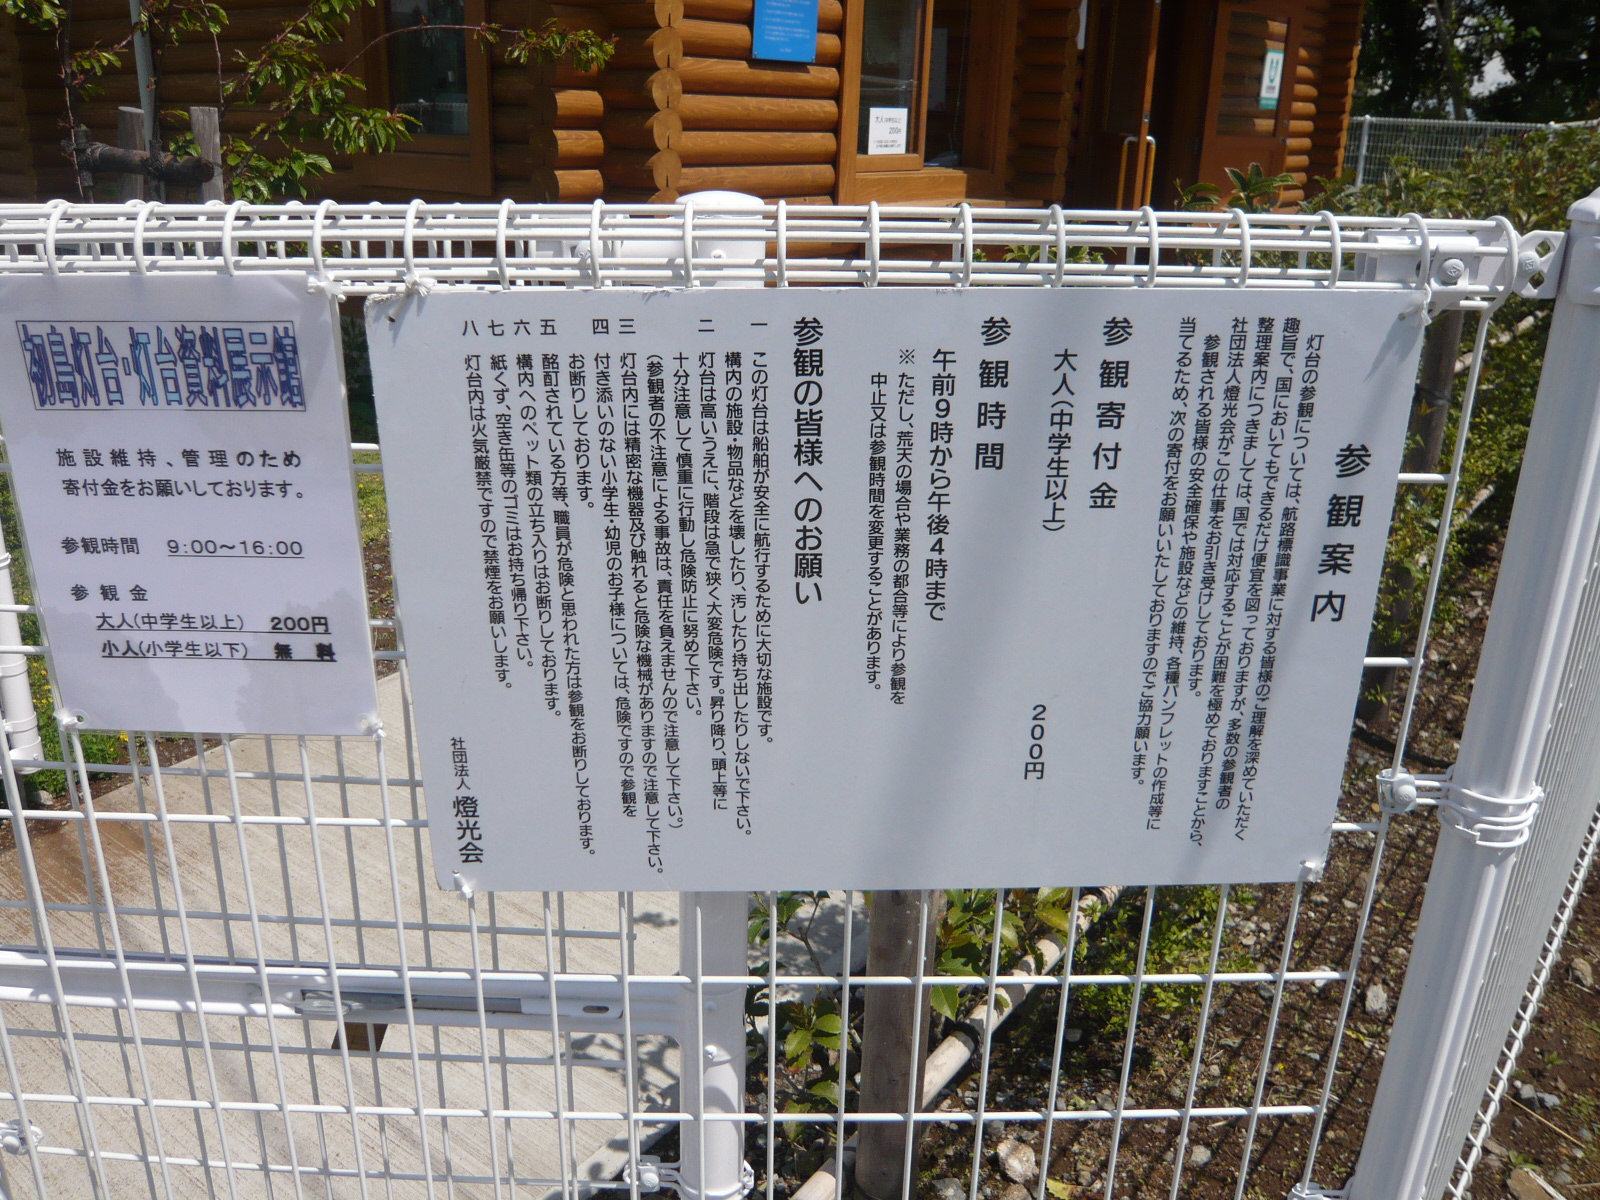 初島灯台・灯台資料展示館
施設維持、管理のため
寄付金をお願いしております。
参観時間 9:00〜16:00
参観金
大人(中学生以上) 200円
小人(小学生以下) 無料
参観案内
灯台の参観については、航路標識事業に対する皆様のご理解を深めていただく
趣旨で、国においてもできるだけ便宜を図っておりますが、多数の参観者の
整理案内につきましては、国では対応することが困難を極めておりますことから、
社団法人燈光会がこの仕事をお引き受けしております。
参観される皆様の安全確保や施設などの維持、各種パンフレットの作成等に
当てるため、次の寄付をお願いいたしておりますのでご協力願います。
参観寄付金
大人(中学生以上) 200円
参観時間
午前9時から午後4時まで
※ ただし、荒天の場合や業務の都合等により参観を
中止又は参観時間を変更することがあります。
参観の皆様へのお願い
一 この灯台は船舶が安全に航行するために大切な施設です。
構内の施設・物品などを壊したり、汚したり持ち出したりしないで下さい。
二 灯台は高いうえに、階段は急で狭く大変危険です。昇り降り、頭上等に
十分注意して慎重に行動し危険防止に努めて下さい。
(参観者の不注意による事故は、責任を負えませんので注意して下さい。)
三 灯台内には精密な機器及び触れると危険な機械がありますので注意して下さい。
四 付き添いのない小学生・幼児のお子様については、危険ですので参観を
お断りしております。
五 酩酊されている方等、職員が危険と思われた方は参観をお断りしております。
六 構内へのペット類の立ち入りはお断りしております。
七 紙くず、空き缶等のゴミはお持ち帰り下さい。
八 灯台内は火気厳禁ですので禁煙をお願いします。
社団法人 燈光会
大人(中学生以上)
200円